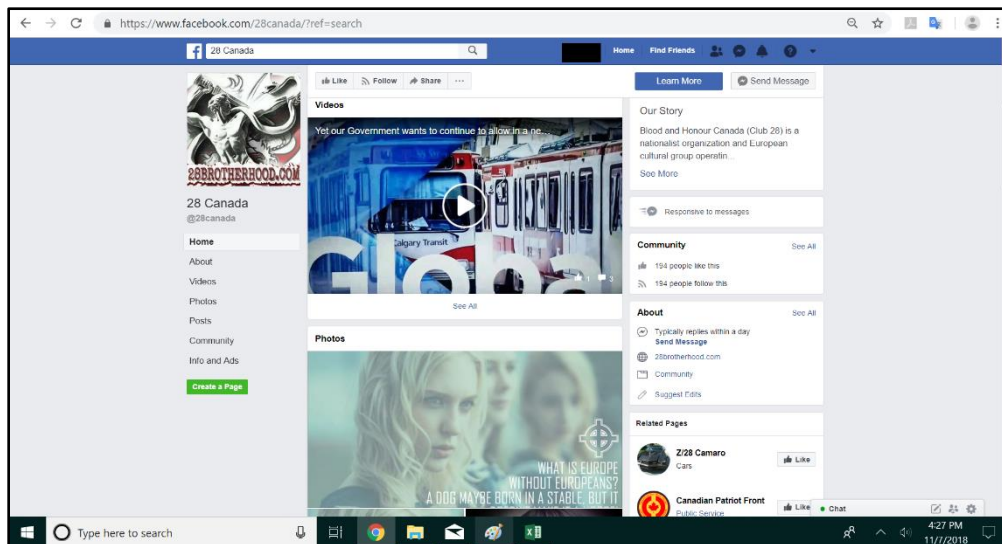 https://www.facebook.com/28canada/?ref=search
28 Canada
Home Find Friends
28BROTHERHOOD.COM
28 Canada
@28canada
Home
About
Videos
Photos
Posts
Community
Info and Ads
Create a Page
Like Follow Share ...
Videos
Yet our Government wants to continue to allow in a ne...
Calgary Transit
Globa
1 3
See All
Photos
WHAT IS EUROPE
WITHOUT EUROPEANS?
A DOG MAYBE BORN IN A STABLE, BUT IT
Learn More Send Message
Our Story
Blood and Honour Canada (Club 28) is a
nationalist organization and European
cultural group operatin...
See More
Responsive to messages
Community See All
194 people like this
194 people follow this
About See All
Typically replies within a day
Send Message
28brotherhood.com
Community
Suggest Edits
Related Pages
Z/28 Camaro
Cars
Like
Canadian Patriot Front
Public Service
Like
Chat
Type here to search
4:27 PM
11/7/2018